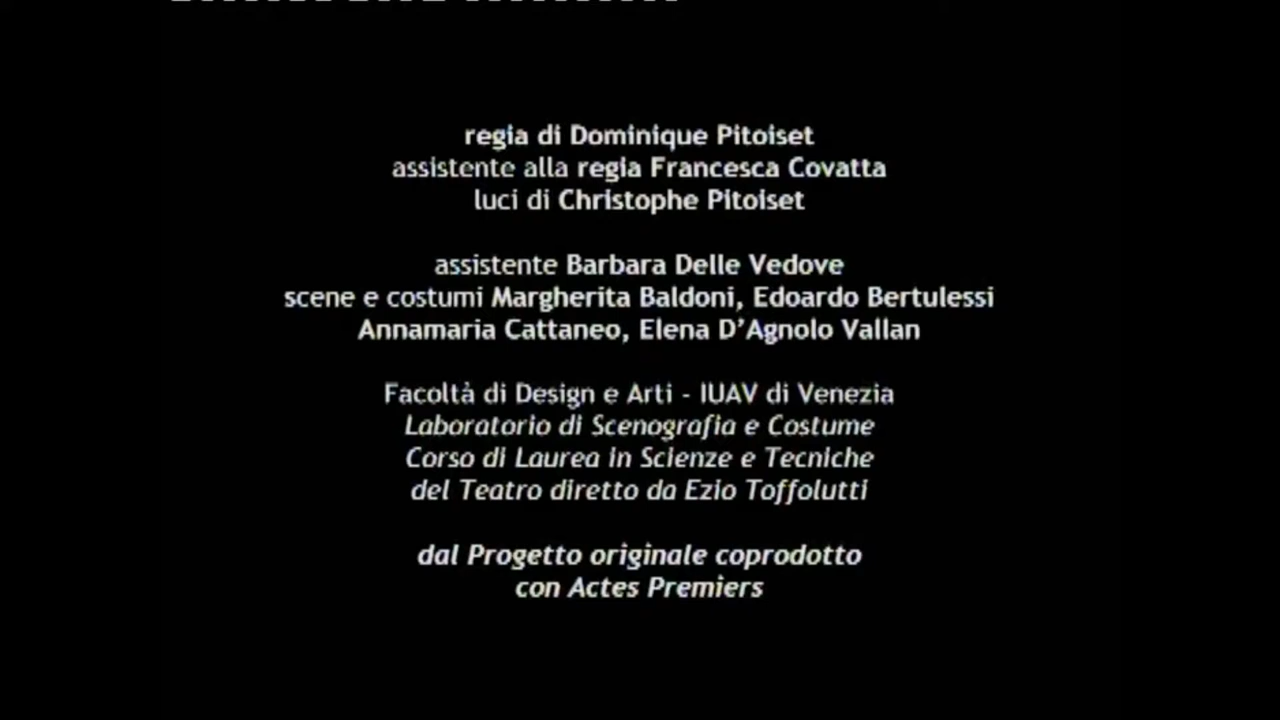 regia di Dominique Pitoiset
assistente alla regia Francesca Covatta
luci di Christophe Pitoiset
assistente Barbara Delle Vedove
scene e costumi Margherita Baldoni, Edoardo Bertulessi
Annamaria Cattaneo, Elena D’Agnolo Vallan
Facoltà di Design e Arti - IUAV di Venezia
Laboratorio di Scenografia e Costume
Corso di Laurea in Scienze e Tecniche
del Teatro diretto da Ezio Toffolutti
dal Progetto originale coprodotto
con Actes Premiers